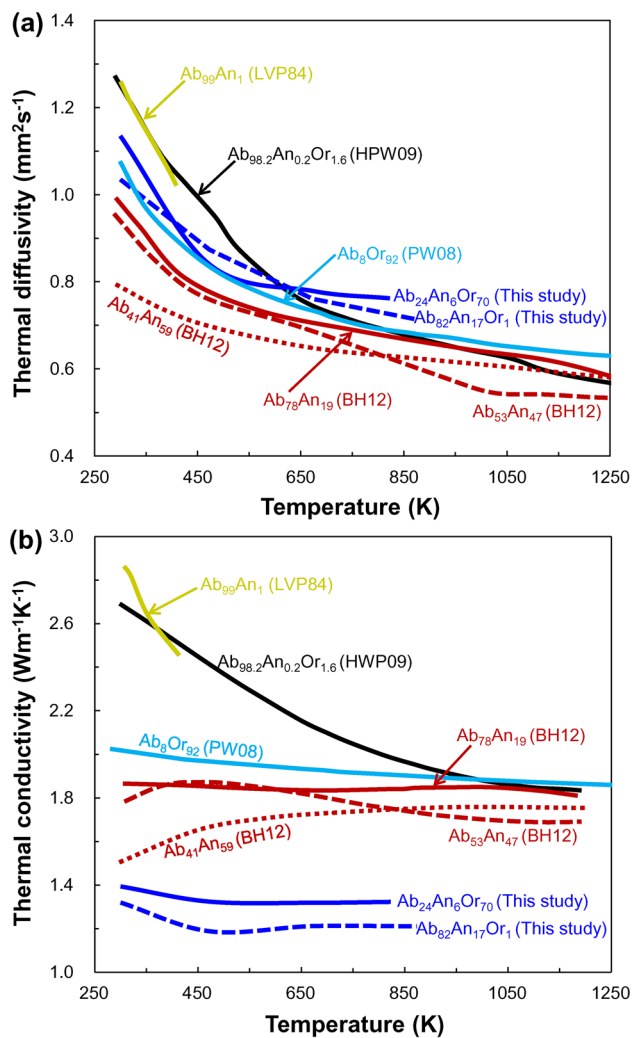 (a)
1.4
Ab₉₉An₁ (LVP84)
1.2
Ab₉₈.₂An₀.₂Or₁.₆ (HPW09)
1.0
Ab₈Or₉₂ (PW08)
0.8
Ab₂₄An₆Or₇₀ (This study)
Ab₈₂An₁₇Or₁ (This study)
Ab₄₁An₅₉ (BH12)
0.6
Ab₇₈An₁₉ (BH12)
Ab₅₃An₄₇ (BH12)
0.4
250 450 650 850 1050 1250
Thermal diffusivity (mm²s⁻¹)
Temperature (K)
(b)
3.0
Ab₉₉An₁ (LVP84)
2.6
Ab₉₈.₂An₀.₂Or₁.₆ (HWP09)
2.2
Ab₇₈An₁₉ (BH12)
Ab₈Or₉₂ (PW08)
1.8
Ab₄₁An₅₉ (BH12)
Ab₅₃An₄₇ (BH12)
1.4
Ab₂₄An₆Or₇₀ (This study)
Ab₈₂An₁₇Or₁ (This study)
1.0
250 450 650 850 1050 1250
Thermal conductivity (Wm⁻¹K⁻¹)
Temperature (K)